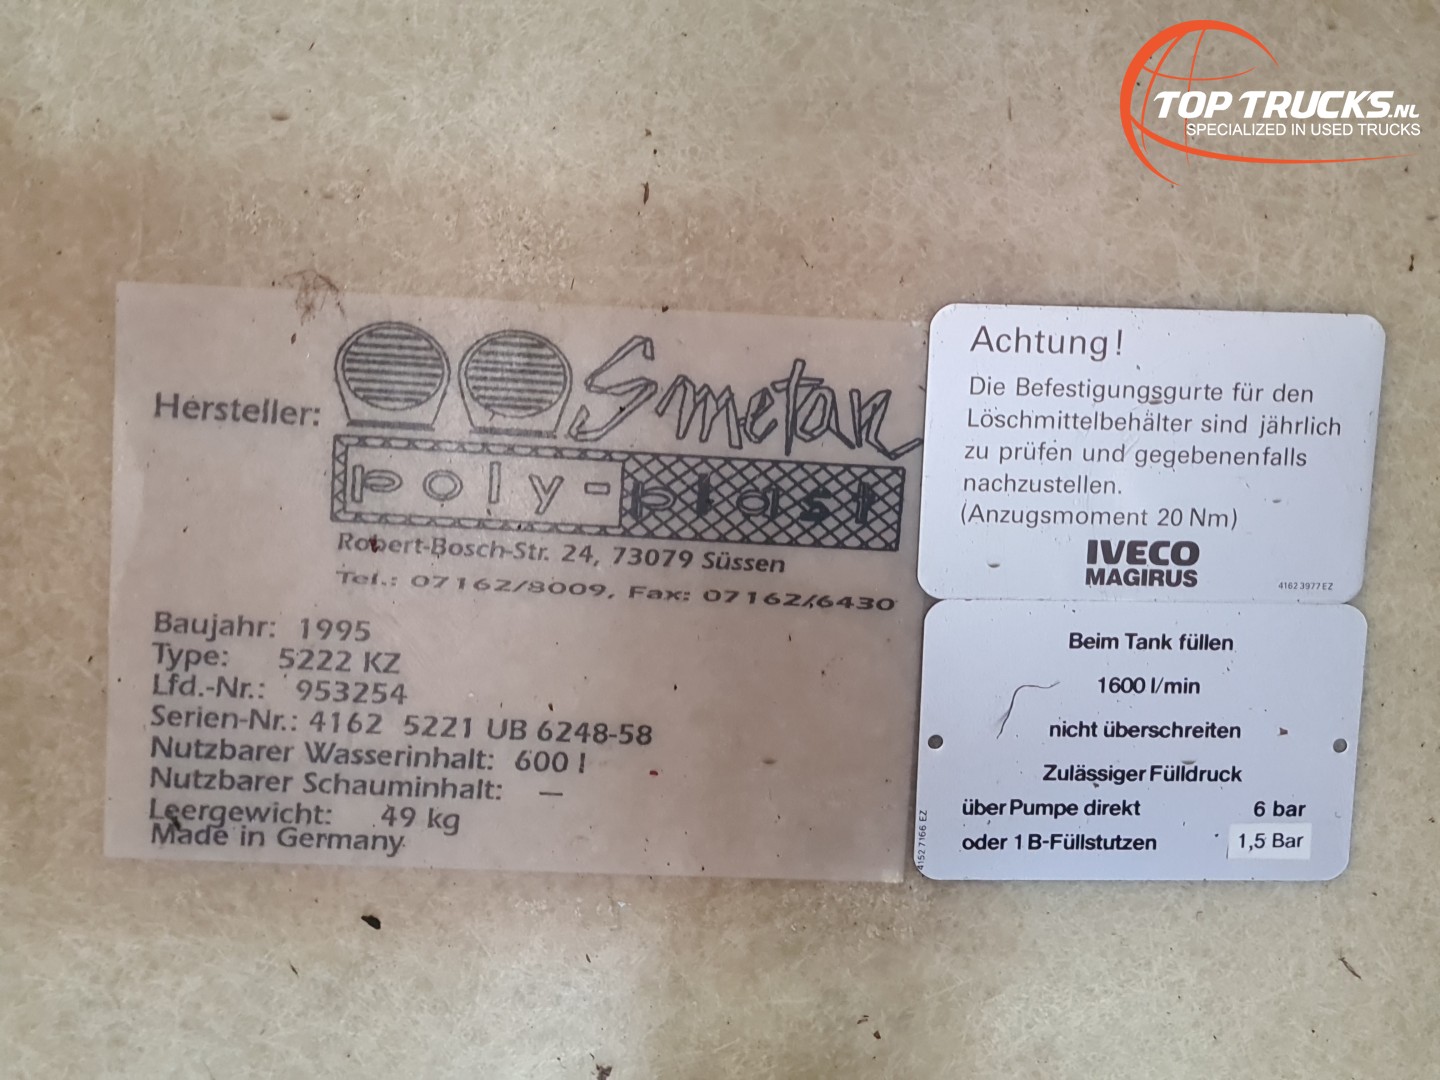 TOP TRUCKS.NL
SPECIALIZED IN USED TRUCKS
Hersteller:
Smetan
poly-plast
Robert-Bosch-Str. 24, 73079 Süssen
Tel.: 07162/8009, Fax: 07162/6430
Baujahr: 1995
Type: 5222 KZ
Lfd.-Nr.: 953254
Serien-Nr.: 4162 5221 UB 6248-58
Nutzbarer Wasserinhalt: 600 l
Nutzbarer Schauminhalt: —
Leergewicht: 49 kg
Made in Germany
Achtung!
Die Befestigungsgurte für den
Löschmittelbehälter sind jährlich
zu prüfen und gegebenenfalls
nachzustellen.
(Anzugsmoment 20 Nm)
IVECO
MAGIRUS
4162 3977 EZ
Beim Tank füllen
1600 l/min
nicht überschreiten
Zulässiger Fülldruck
über Pumpe direkt 6 bar
oder 1 B-Füllstutzen 1,5 Bar
4152 7166 EZ